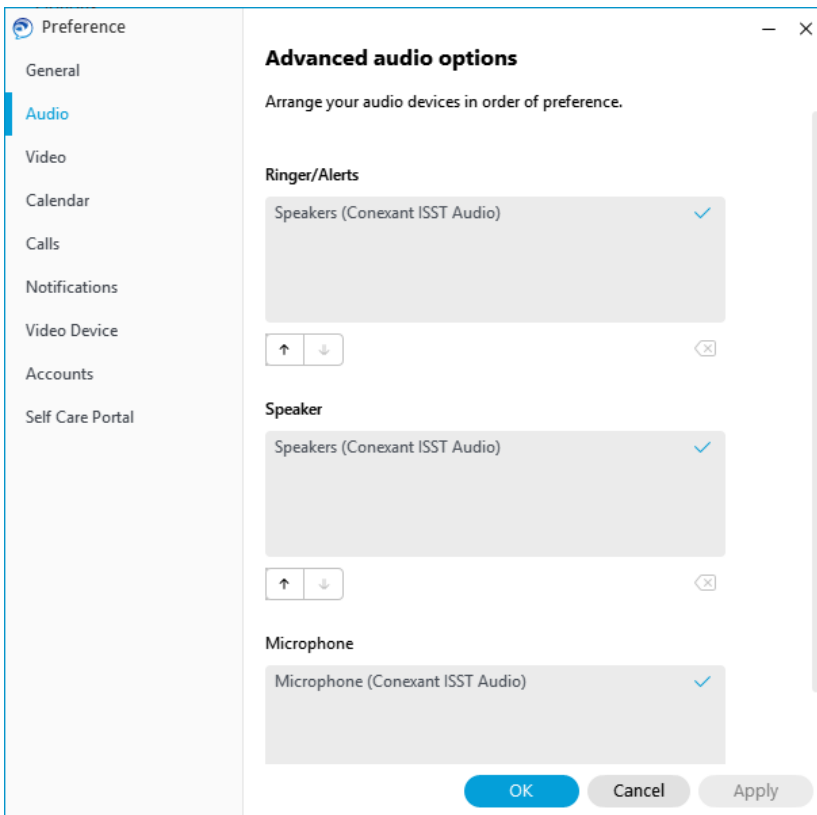 Preference
General
Audio
Video
Calendar
Calls
Notifications
Video Device
Accounts
Self Care Portal
Advanced audio options
Arrange your audio devices in order of preference.
Ringer/Alerts
Speakers (Conexant ISST Audio)
Speaker
Speakers (Conexant ISST Audio)
Microphone
Microphone (Conexant ISST Audio)
OK
Cancel
Apply